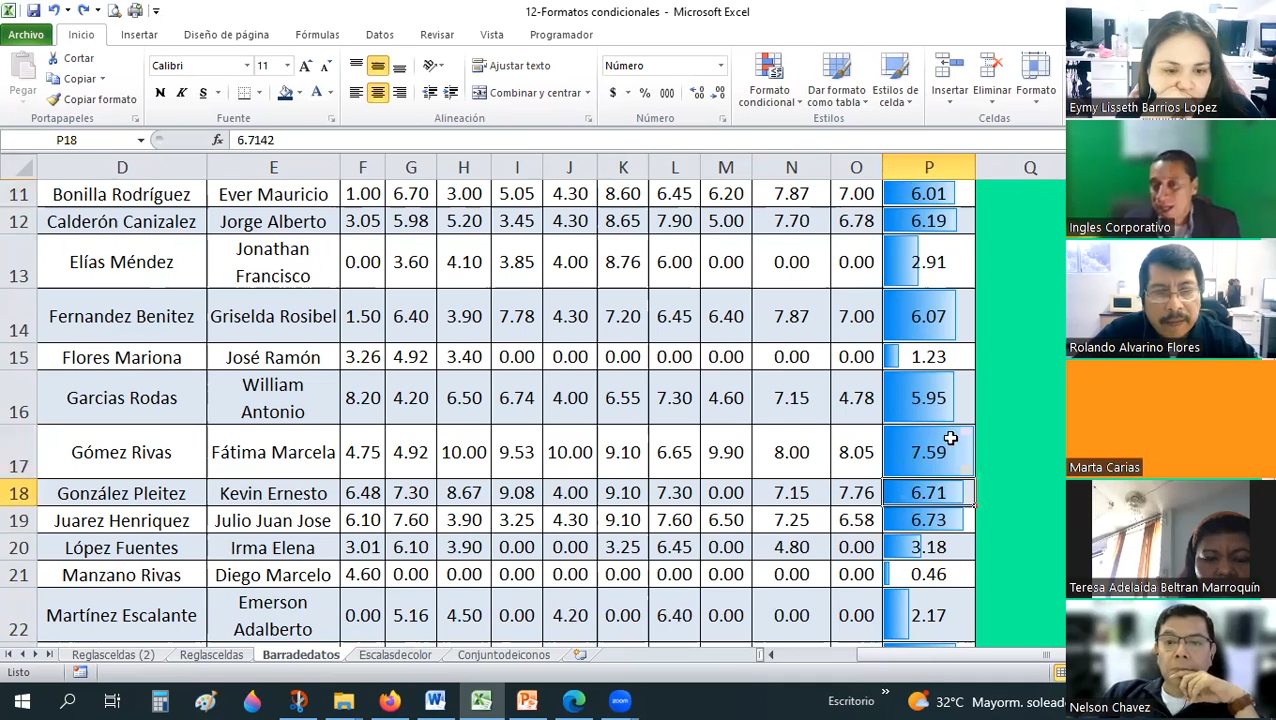 12-Formatos condicionales - Microsoft Excel
Archivo Inicio Insertar Diseño de página Fórmulas Datos Revisar Vista Programador
Pegar Cortar Copiar Copiar formato Portapapeles
Calibri 11 N K S A Fuente
Ajustar texto Combinar y centrar Alineación
Número $ % 000 Número
Formato condicional Dar formato como tabla Estilos de celda Estilos
Insertar Eliminar Formato Celdas
P18 fx 6.7142
D E F G H I J K L M N O P Q
11 Bonilla Rodríguez Ever Mauricio 1.00 6.70 3.00 5.05 4.30 8.60 6.45 6.20 7.87 7.00 6.01
12 Calderón Canizalez Jorge Alberto 3.05 5.98 5.20 3.45 4.30 8.65 7.90 5.00 7.70 6.78 6.19
13 Elías Méndez Jonathan Francisco 0.00 3.60 4.10 3.85 4.00 8.76 6.00 0.00 0.00 0.00 2.91
14 Fernandez Benitez Griselda Rosibel 1.50 6.40 3.90 7.78 4.30 7.20 6.45 6.40 7.87 7.00 6.07
15 Flores Mariona José Ramón 3.26 4.92 3.40 0.00 0.00 0.00 0.00 0.00 0.00 0.00 1.23
16 Garcias Rodas William Antonio 8.20 4.20 6.50 6.74 4.00 6.55 7.30 4.60 7.15 4.78 5.95
17 Gómez Rivas Fátima Marcela 4.75 4.92 10.00 9.53 10.00 9.10 6.65 9.90 8.00 8.05 7.59
18 González Pleitez Kevin Ernesto 6.48 7.30 8.67 9.08 4.00 9.10 7.30 0.00 7.15 7.76 6.71
19 Juarez Henriquez Julio Juan Jose 6.10 7.60 3.90 3.25 4.30 9.10 7.60 6.50 7.25 6.58 6.73
20 López Fuentes Irma Elena 3.01 6.10 3.90 0.00 0.00 3.25 6.45 0.00 4.80 0.00 3.18
21 Manzano Rivas Diego Marcelo 4.60 0.00 0.00 0.00 0.00 0.00 0.00 0.00 0.00 0.00 0.46
22 Martínez Escalante Emerson Adalberto 0.00 5.16 4.50 0.00 4.20 0.00 6.40 0.00 0.00 0.00 2.17
Reglasceldas (2) Reglasceldas Barradedatos Escalasdecolor Conjuntodeiconos
Listo
Escritorio » 32°C Mayorm. soleado
Eymy Lisseth Barrios Lopez
Ingles Corporativo
Rolando Alvarino Flores
Marta Carias
Teresa Adelaida Beltran Marroquín
Nelson Chavez